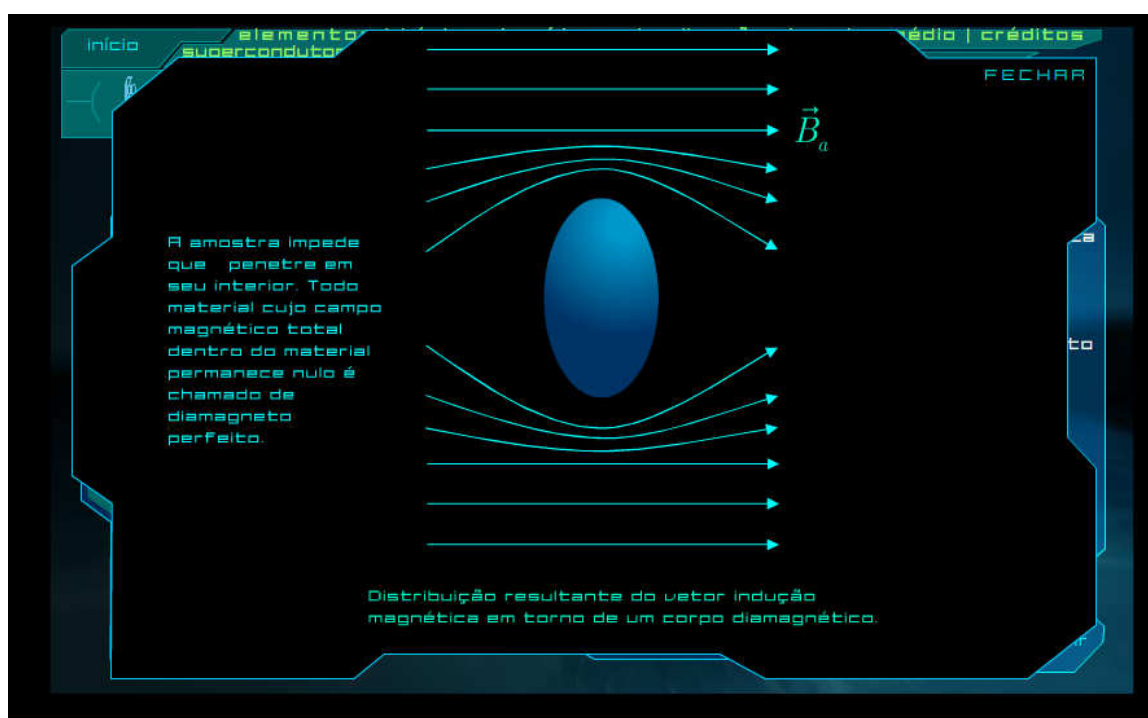 início
elemento
médio | créditos
supercondutor
FECHAR
B a
A amostra impede
que penetre em
seu interior. Todo
material cujo campo
magnético total
dentro do material
permanece nulo é
chamado de
diamagneto
perfeito.
to
Distribuição resultante do vetor indução
magnética em torno de um corpo diamagnético.